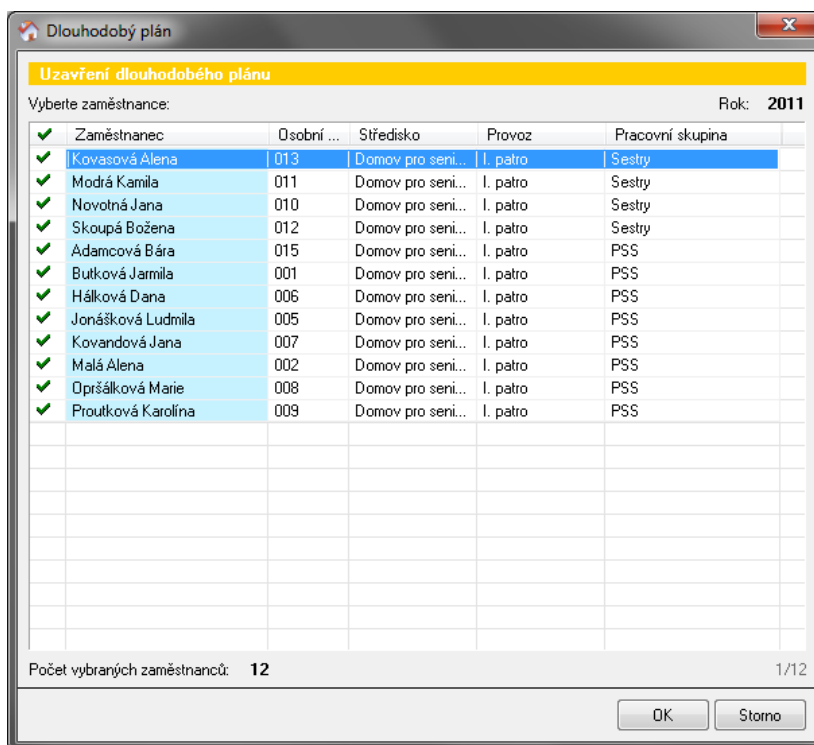 Dlouhodobý plán
Uzavření dlouhodobého plánu
Vyberte zaměstnance: Rok: 2011
Zaměstnanec Osobní ... Středisko Provoz Pracovní skupina
Kovasová Alena 013 Domov pro seni... I. patro Sestry
Modrá Kamila 011 Domov pro seni... I. patro Sestry
Novotná Jana 010 Domov pro seni... I. patro Sestry
Skoupá Božena 012 Domov pro seni... I. patro Sestry
Adamcová Bára 015 Domov pro seni... I. patro PSS
Butková Jarmila 001 Domov pro seni... I. patro PSS
Hálková Dana 006 Domov pro seni... I. patro PSS
Jonášková Ludmila 005 Domov pro seni... I. patro PSS
Kovandová Jana 007 Domov pro seni... I. patro PSS
Malá Alena 002 Domov pro seni... I. patro PSS
Opršálková Marie 008 Domov pro seni... I. patro PSS
Proutková Karolína 009 Domov pro seni... I. patro PSS
Počet vybraných zaměstnanců: 12 1/12
OK Storno